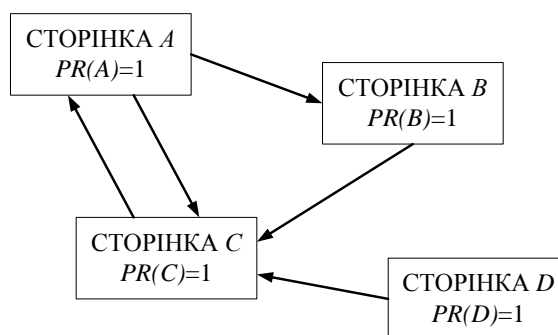 СТОРІНКА A
PR(A)=1
СТОРІНКА B
PR(B)=1
СТОРІНКА C
PR(C)=1
СТОРІНКА D
PR(D)=1